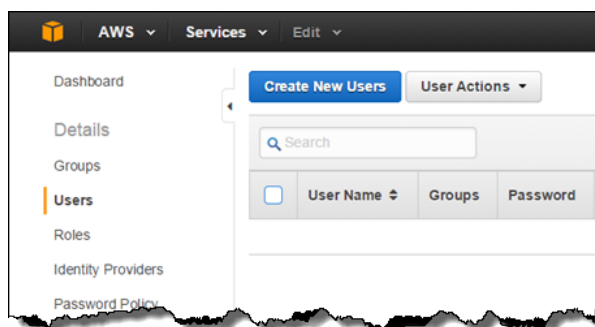 AWS Services Edit
Dashboard
Create New Users User Actions
Details
Search
Groups
User Name Groups Password
Users
Roles
Identity Providers
Password Policy